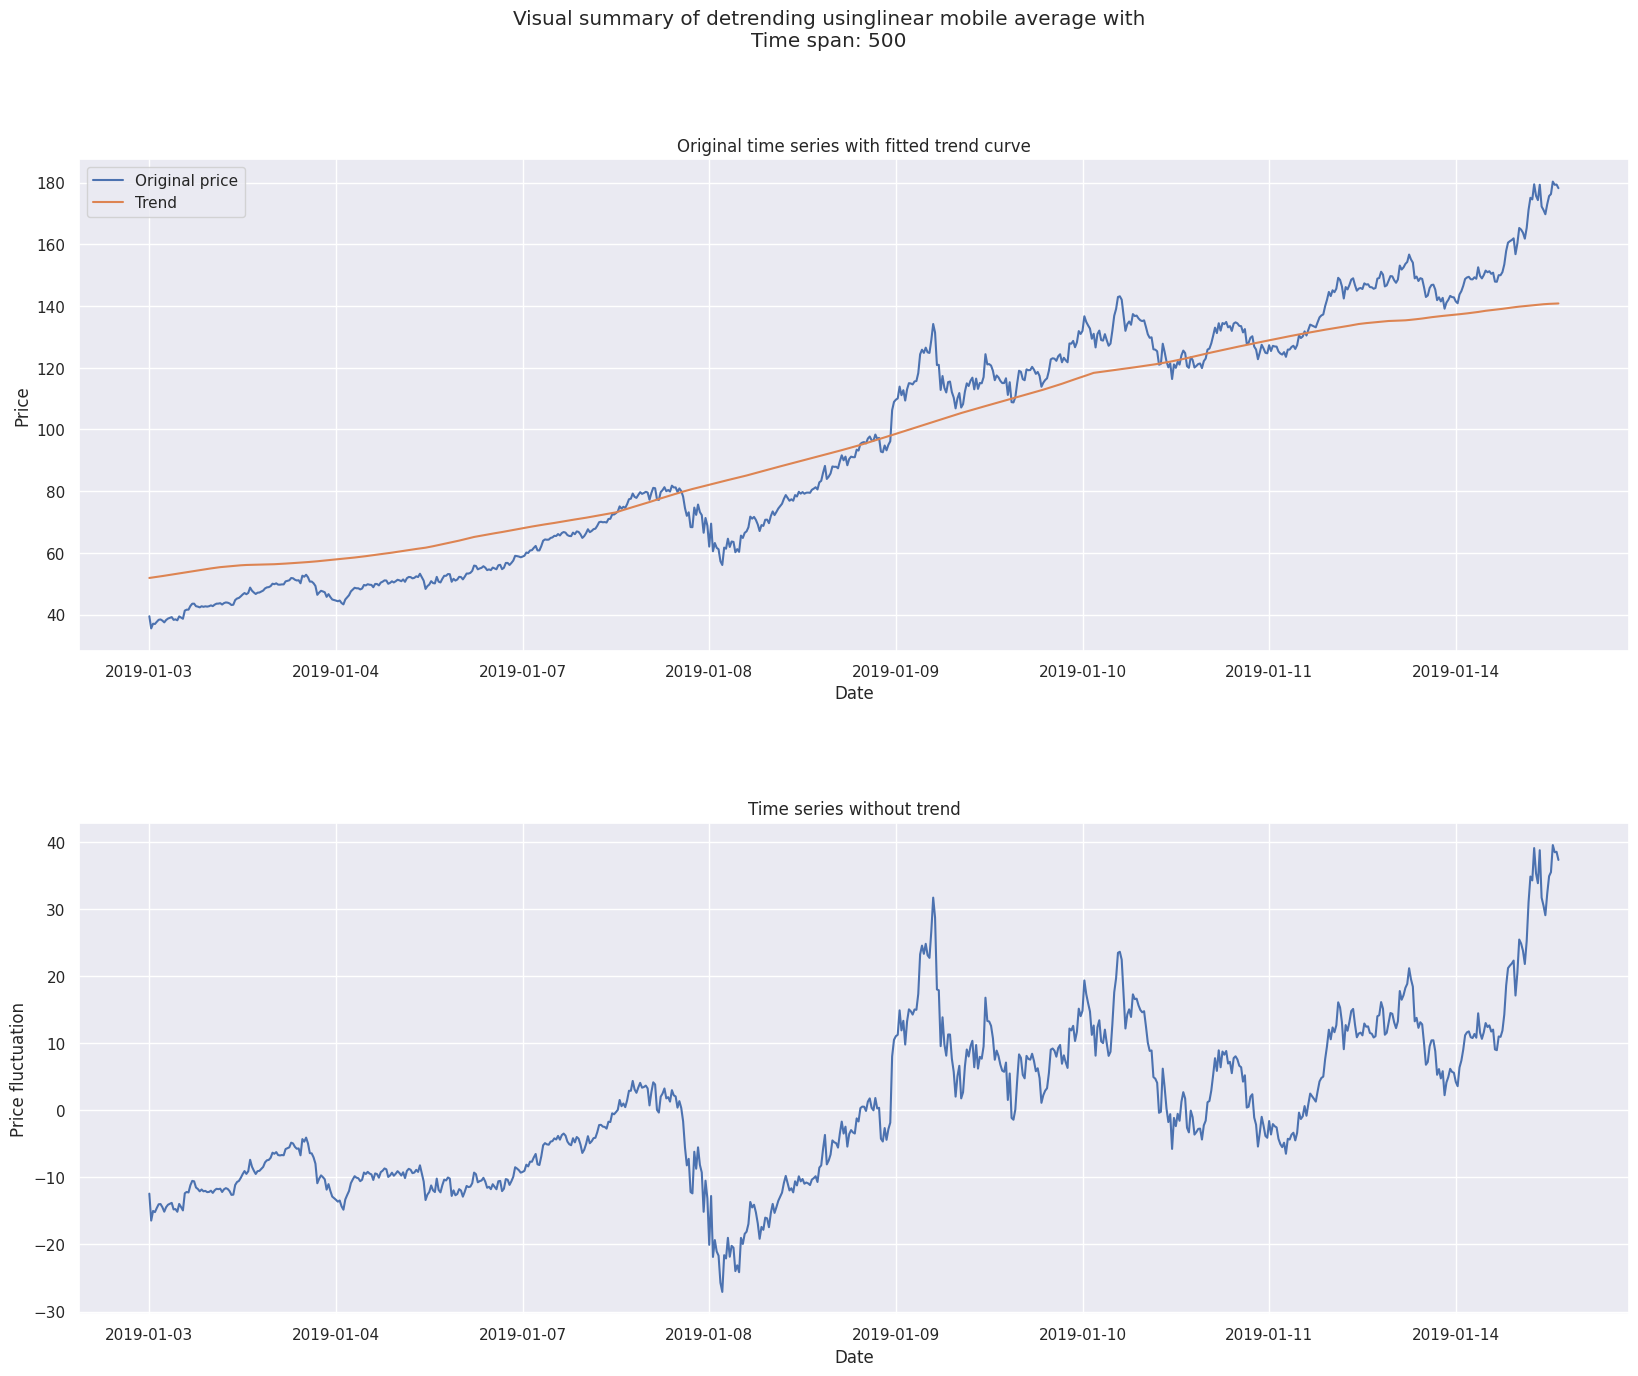 Visual summary of detrending usinglinear mobile average with
Time span: 500
Original time series with fitted trend curve
Original price
Trend
180
160
140
120
100
80
60
40
Price
2019-01-03 2019-01-04 2019-01-07 2019-01-08 2019-01-09 2019-01-10 2019-01-11 2019-01-14
Date
Time series without trend
40
30
20
10
0
−10
−20
−30
Price fluctuation
2019-01-03 2019-01-04 2019-01-07 2019-01-08 2019-01-09 2019-01-10 2019-01-11 2019-01-14
Date